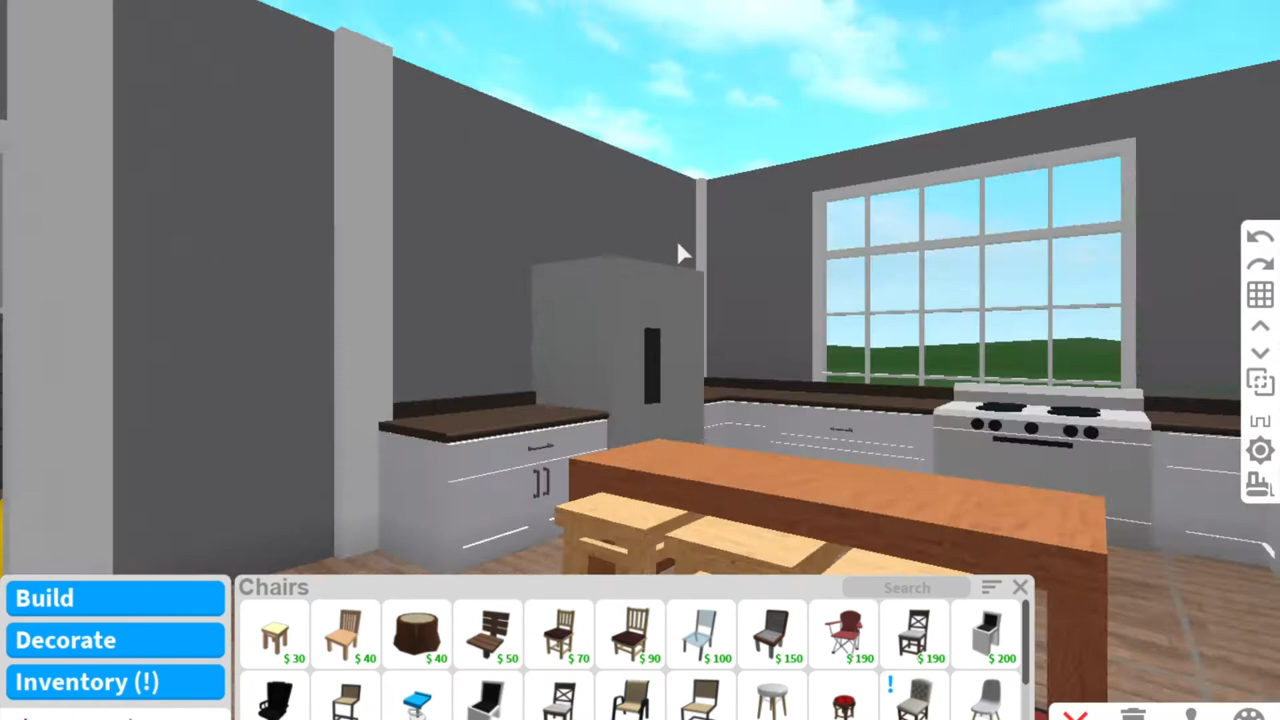 Build
Decorate
Inventory (!)
Chairs
Search
$ 30
$ 40
$ 40
$ 50
$ 70
$ 90
$ 100
$ 150
$ 190
$ 190
$ 200
!